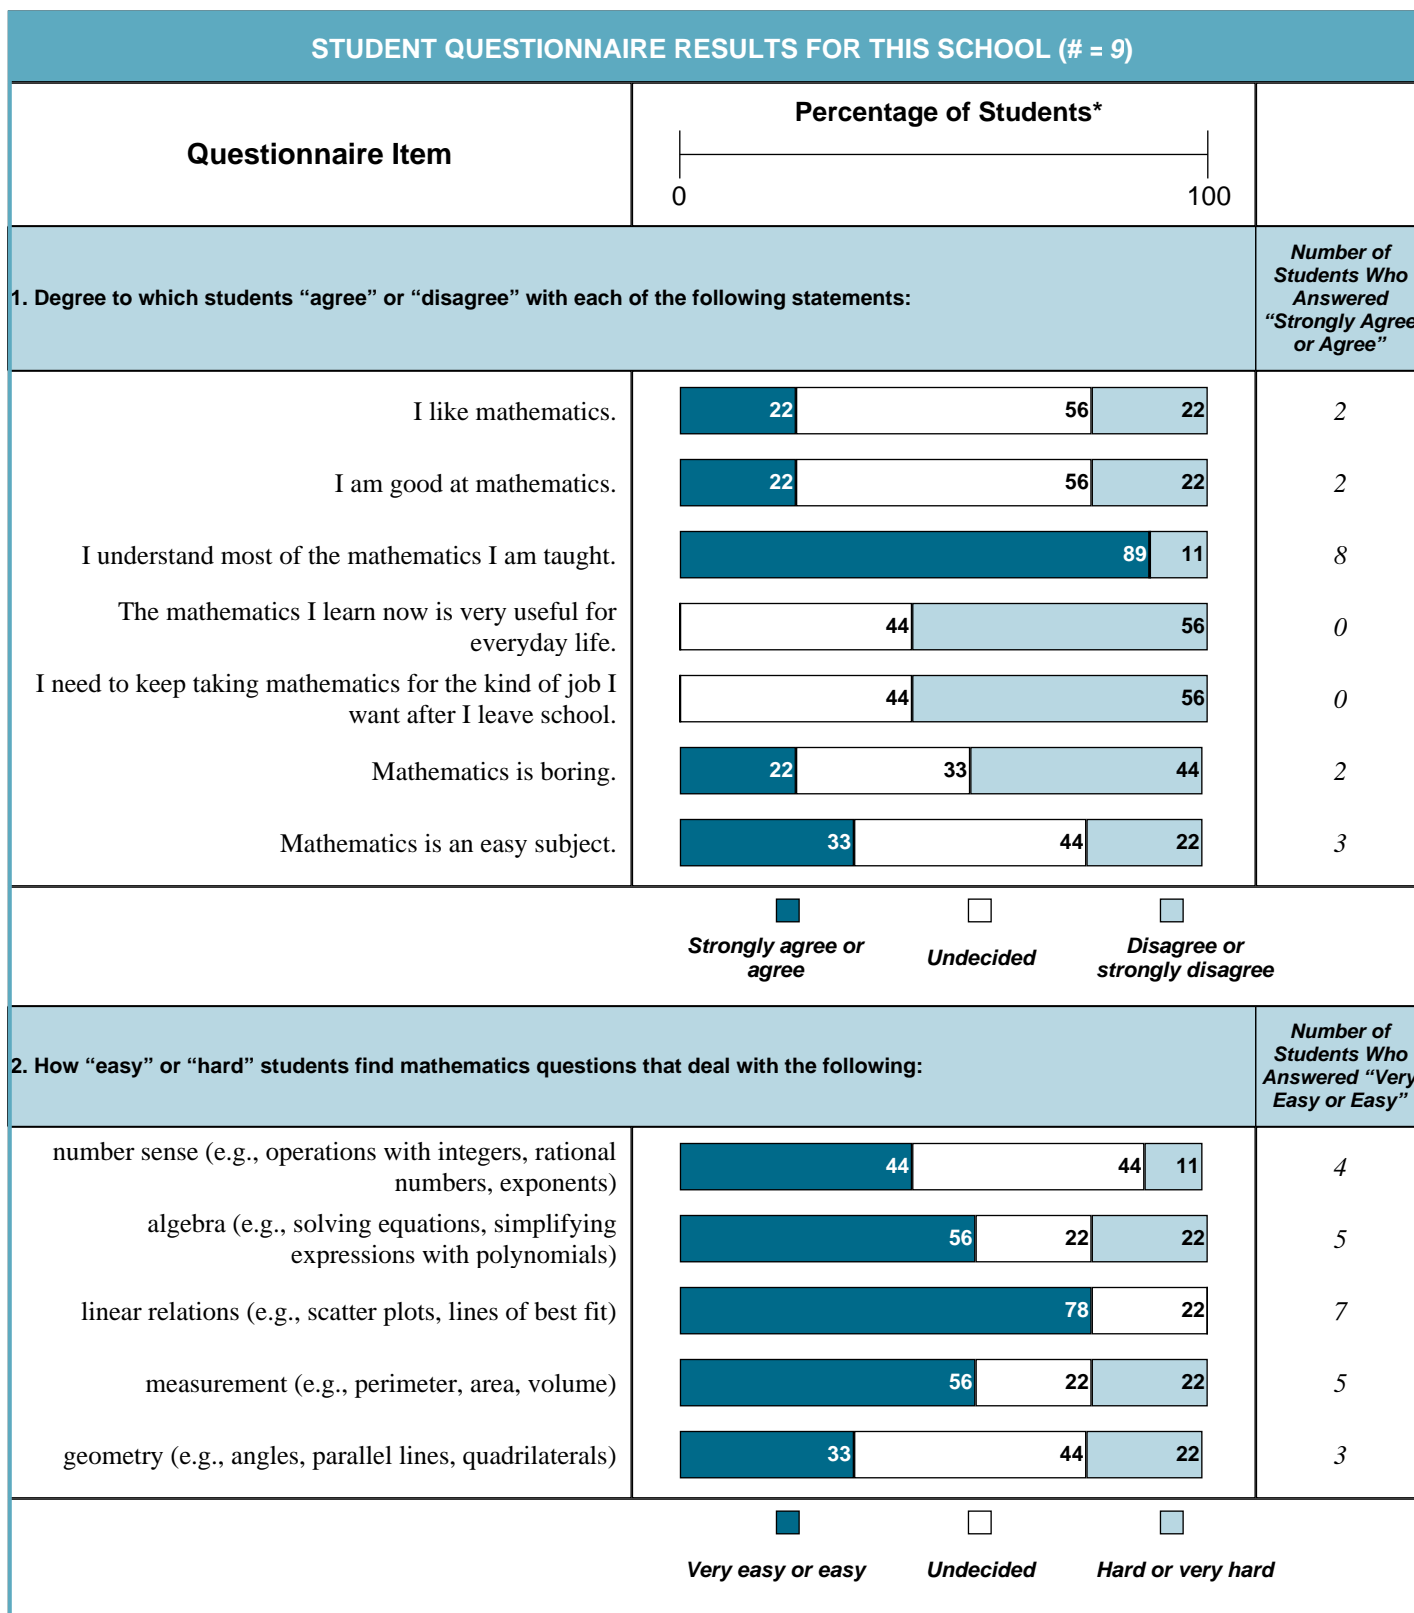 STUDENT QUESTIONNAIRE RESULTS FOR THIS SCHOOL (# = 9)
Questionnaire Item
Percentage of Students*
0 100
1. Degree to which students “agree” or “disagree” with each of the following statements:
Number of
Students Who
Answered
“Strongly Agree
or Agree”
I like mathematics.
22 56 22
2
I am good at mathematics.
22 56 22
2
I understand most of the mathematics I am taught.
89 11
8
The mathematics I learn now is very useful for
everyday life.
44 56
0
I need to keep taking mathematics for the kind of job I
want after I leave school.
44 56
0
Mathematics is boring.
22 33 44
2
Mathematics is an easy subject.
33 44 22
3
Strongly agree or
agree
Undecided
Disagree or
strongly disagree
2. How “easy” or “hard” students find mathematics questions that deal with the following:
Number of
Students Who
Answered “Very
Easy or Easy”
number sense (e.g., operations with integers, rational
numbers, exponents)
44 44 11
4
algebra (e.g., solving equations, simplifying
expressions with polynomials)
56 22 22
5
linear relations (e.g., scatter plots, lines of best fit)
78 22
7
measurement (e.g., perimeter, area, volume)
56 22 22
5
geometry (e.g., angles, parallel lines, quadrilaterals)
33 44 22
3
Very easy or easy
Undecided
Hard or very hard